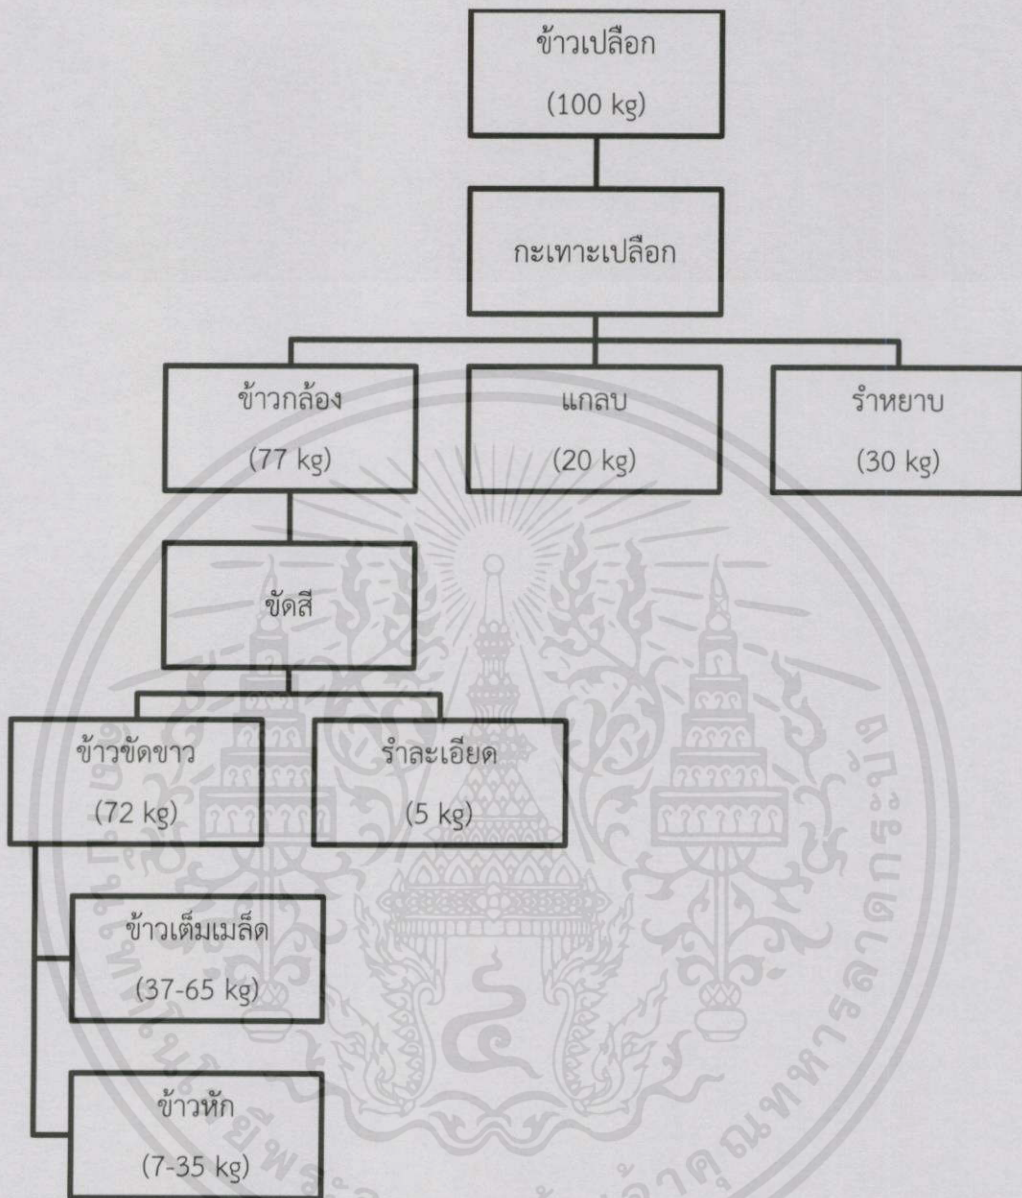 ข้าวเปลือก
(100 kg)
กะเทาะเปลือก
ข้าวกล้อง
(77 kg)
แกลบ
(20 kg)
รำหยาบ
(30 kg)
ขัดสี
ข้าวขัดขาว
(72 kg)
รำละเอียด
(5 kg)
ข้าวเต็มเมล็ด
(37-65 kg)
ข้าวหัก
(7-35 kg)